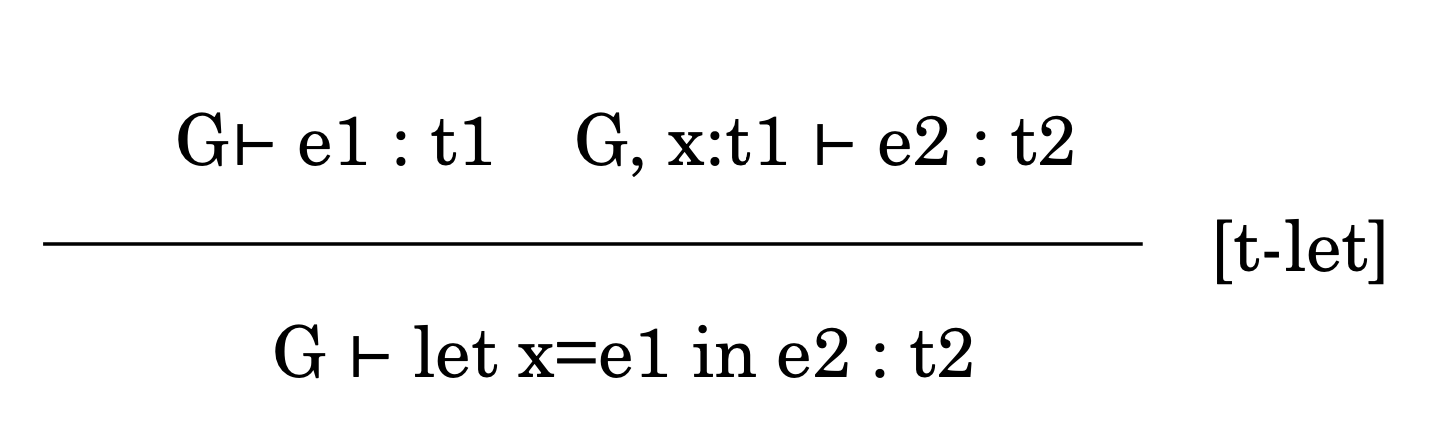 G⊢ e1 : t1    G, x:t1 ⊢ e2 : t2
[t-let]
G ⊢ let x=e1 in e2 : t2